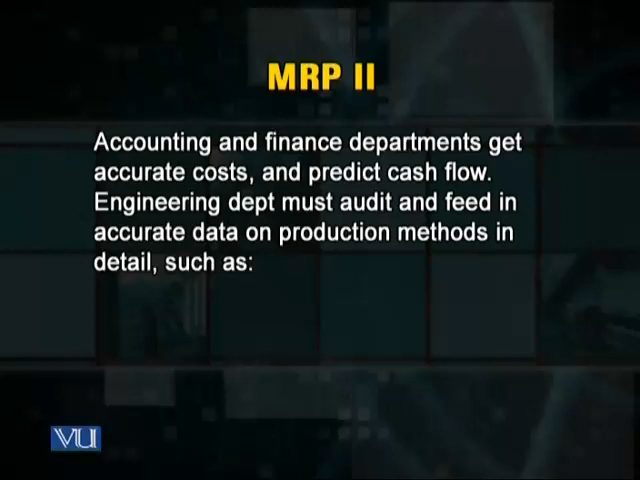 MRP II
Accounting and finance departments get
accurate costs, and predict cash flow.
Engineering dept must audit and feed in
accurate data on production methods in
detail, such as:
VU